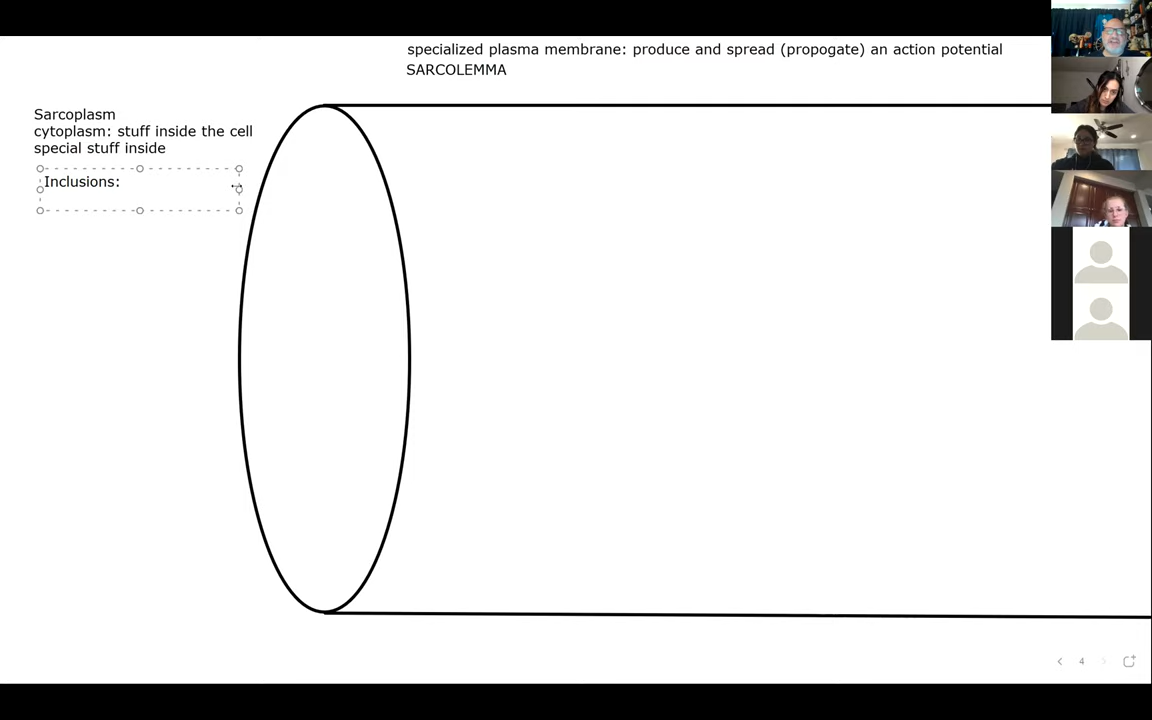 specialized plasma membrane: produce and spread (propogate) an action potential
SARCOLEMMA
Sarcoplasm
cytoplasm: stuff inside the cell
special stuff inside
Inclusions:
4